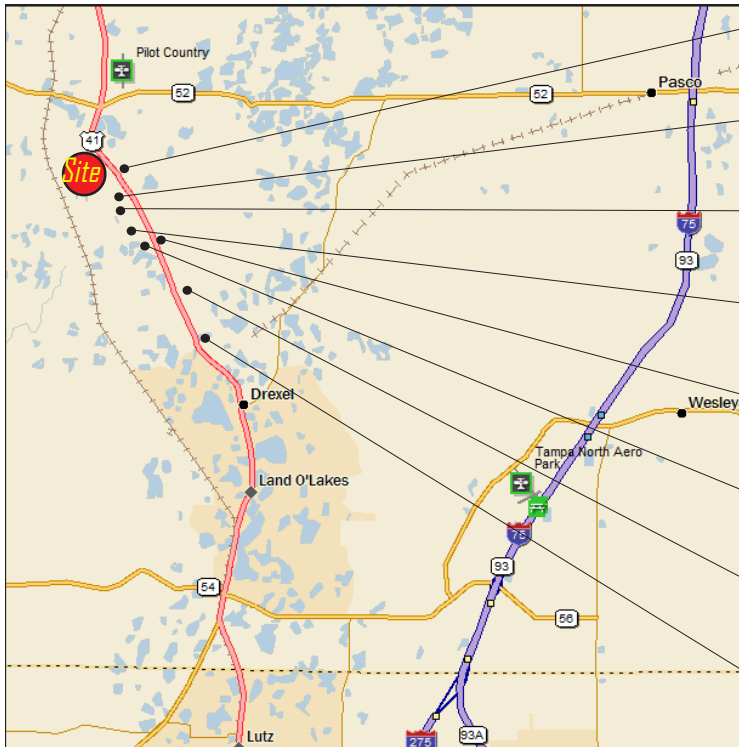 Pilot Country
52
52
Pasco
41
Site
75
93
Drexel
Wesley
Tampa North Aero
Park
Land O'Lakes
75
93
54
56
Lutz
275
93A